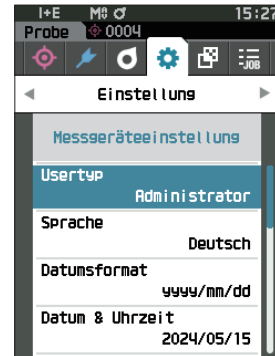 I+E M 15:27
Probe 0004
-JOB
Einstellung
Messgeräteeinstellung
Usertyp
Administrator
Sprache
Deutsch
Datumsformat
yyyy/mm/dd
Datum & Uhrzeit
2024/05/15